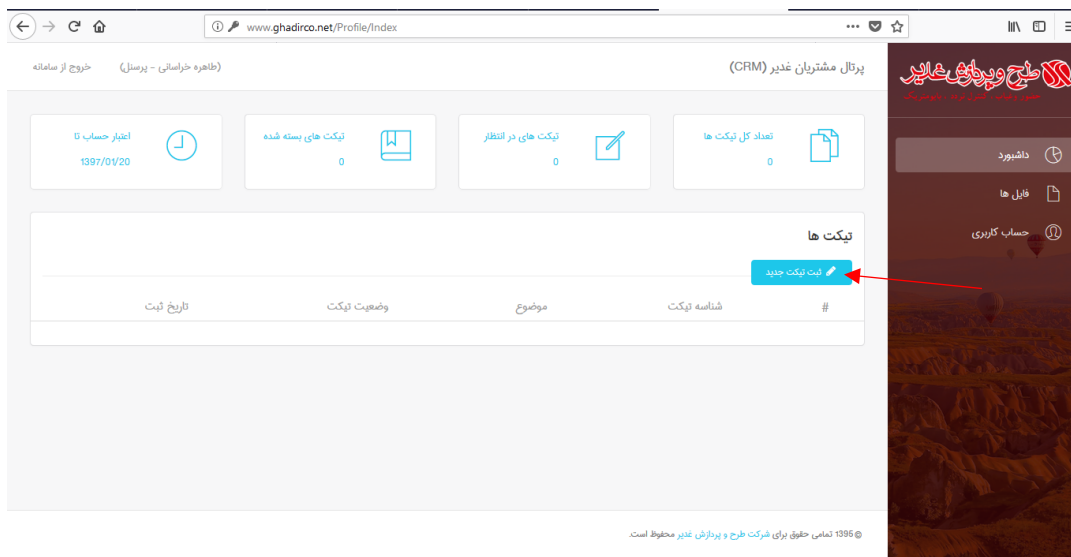 www.ghadirco.net/Profile/Index
طرح و پردازش غدیر
پرتال مشتریان غدیر (CRM)
(طاهره خراسانی - پرسنل)
خروج از سامانه
داشبورد
فایل ها
حساب کاربری
تعداد کل تیکت ها
0
تیکت های در انتظار
0
تیکت های بسته شده
0
اعتبار حساب تا
1397/01/20
تیکت ها
ثبت تیکت جدید
# شناسه تیکت موضوع وضعیت تیکت تاریخ ثبت
©1395 تمامی حقوق برای شرکت طرح و پردازش غدیر محفوظ است.